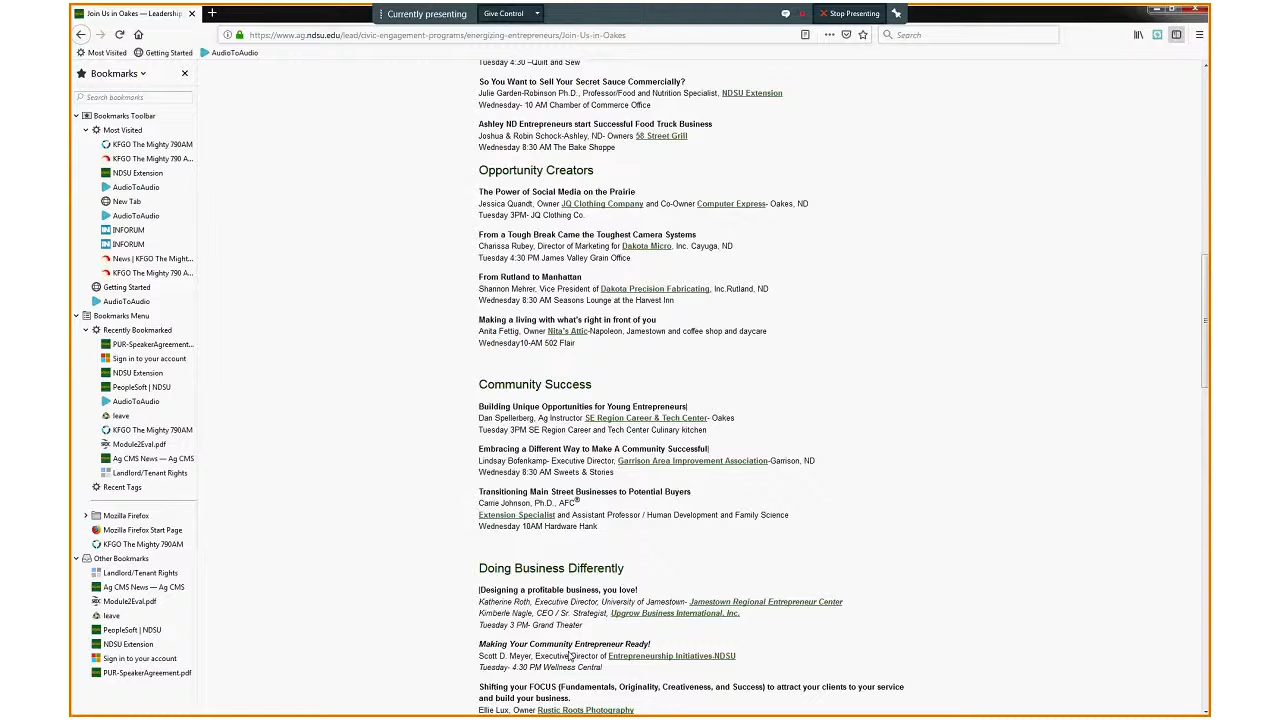 Join Us in Oakes — Leadership
Currently presenting
Give Control
Stop Presenting
https://www.ag.ndsu.edu/lead/civic-engagement-programs/energizing-entrepreneurs/Join-Us-in-Oakes
Search
Most Visited
Getting Started
AudioToAudio
Bookmarks
Search bookmarks
Bookmarks Toolbar
Most Visited
KFGO The Mighty 790AM
KFGO The Mighty 790 A...
NDSU Extension
AudioToAudio
New Tab
AudioToAudio
INFORUM
INFORUM
News | KFGO The Might...
KFGO The Mighty 790 A...
Getting Started
AudioToAudio
Bookmarks Menu
Recently Bookmarked
PUR-SpeakerAgreement...
Sign in to your account
NDSU Extension
PeopleSoft | NDSU
AudioToAudio
leave
KFGO The Mighty 790AM
Module2Eval.pdf
Ag CMS News — Ag CMS
Landlord/Tenant Rights
Recent Tags
Mozilla Firefox
Mozilla Firefox Start Page
KFGO The Mighty 790AM
Other Bookmarks
Landlord/Tenant Rights
Ag CMS News — Ag CMS
Module2Eval.pdf
leave
PeopleSoft | NDSU
NDSU Extension
Sign in to your account
PUR-SpeakerAgreement.pdf
Tuesday 4:30 –Quilt and Sew
So You Want to Sell Your Secret Sauce Commercially?
Julie Garden-Robinson Ph.D., Professor/Food and Nutrition Specialist, NDSU Extension
Wednesday- 10 AM Chamber of Commerce Office
Ashley ND Entrepreneurs start Successful Food Truck Business
Joshua & Robin Schock-Ashley, ND- Owners 58 Street Grill
Wednesday 8:30 AM The Bake Shoppe
Opportunity Creators
The Power of Social Media on the Prairie
Jessica Quandt, Owner JQ Clothing Company and Co-Owner Computer Express- Oakes, ND
Tuesday 3PM- JQ Clothing Co.
From a Tough Break Came the Toughest Camera Systems
Charissa Rubey, Director of Marketing for Dakota Micro, Inc. Cayuga, ND
Tuesday 4:30 PM James Valley Grain Office
From Rutland to Manhattan
Shannon Mehrer, Vice President of Dakota Precision Fabricating, Inc.Rutland, ND
Wednesday 8:30 AM Seasons Lounge at the Harvest Inn
Making a living with what's right in front of you
Anita Fettig, Owner Nita's Attic-Napoleon, Jamestown and coffee shop and daycare
Wednesday10-AM 502 Flair
Community Success
Building Unique Opportunities for Young Entrepreneurs|
Dan Spellerberg, Ag Instructor SE Region Career & Tech Center- Oakes
Tuesday 3PM SE Region Career and Tech Center Culinary kitchen
Embracing a Different Way to Make A Community Successful|
Lindsay Bofenkamp- Executive Director, Garrison Area Improvement Association-Garrison, ND
Wednesday 8:30 AM Sweets & Stories
Transitioning Main Street Businesses to Potential Buyers
Carrie Johnson, Ph.D., AFC®
Extension Specialist and Assistant Professor / Human Development and Family Science
Wednesday 10AM Hardware Hank
Doing Business Differently
|Designing a profitable business, you love!
Katherine Roth, Executive Director, University of Jamestown- Jamestown Regional Entrepreneur Center
Kimberle Nagle, CEO / Sr. Strategist, Upgrow Business International, Inc.
Tuesday 3 PM- Grand Theater
Making Your Community Entrepreneur Ready!
Scott D. Meyer, Executive Director of Entrepreneurship Initiatives-NDSU
Tuesday- 4:30 PM Wellness Central
Shifting your FOCUS (Fundamentals, Originality, Creativeness, and Success) to attract your clients to your service
and build your business.
Ellie Lux, Owner Rustic Roots Photography